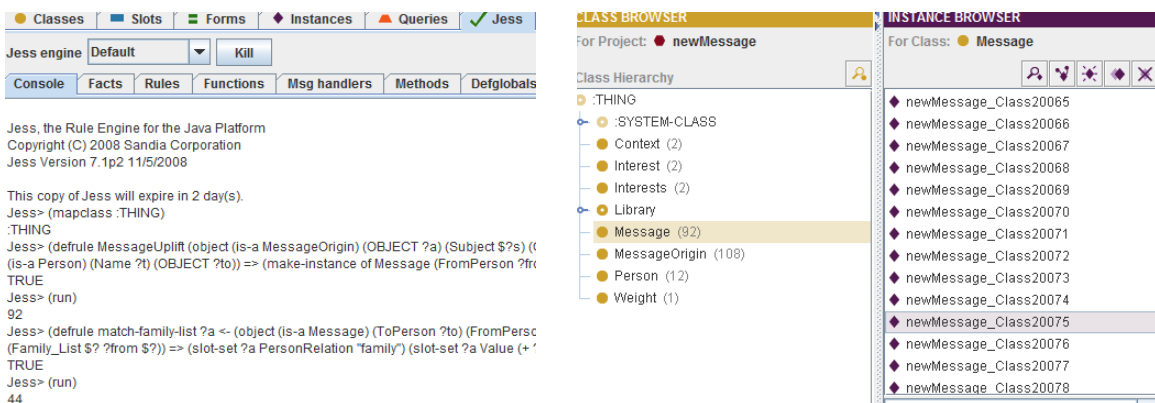 Classes Slots Forms Instances Queries Jess
Jess engine Default Kill
Console Facts Rules Functions Msg handlers Methods Defglobals
Jess, the Rule Engine for the Java Platform
Copyright (C) 2008 Sandia Corporation
Jess Version 7.1p2 11/5/2008
This copy of Jess will expire in 2 day(s).
Jess> (mapclass :THING)
:THING
Jess> (defrule MessageUplift (object (is-a MessageOrigin) (OBJECT ?a) (Subject $?s)
(is-a Person) (Name ?t) (OBJECT ?to)) => (make-instance of Message (FromPerson
TRUE
Jess> (run)
92
Jess> (defrule match-family-list ?a <- (object (is-a Message) (ToPerson ?to)
(Family_List $? ?from $?)) => (slot-set ?a PersonRelation "family") (slot-set ?a Value (+
TRUE
Jess> (run)
44
CLASS BROWSER
For Project: newMessage
Class Hierarchy
:THING
:SYSTEM-CLASS
Context (2)
Interest (2)
Interests (2)
Library
Message (92)
MessageOrigin (108)
Person (12)
Weight (1)
INSTANCE BROWSER
For Class: Message
newMessage_Class20065
newMessage_Class20066
newMessage_Class20067
newMessage_Class20068
newMessage_Class20069
newMessage_Class20070
newMessage_Class20071
newMessage_Class20072
newMessage_Class20073
newMessage_Class20074
newMessage_Class20075
newMessage_Class20076
newMessage_Class20077
newMessage_Class20078